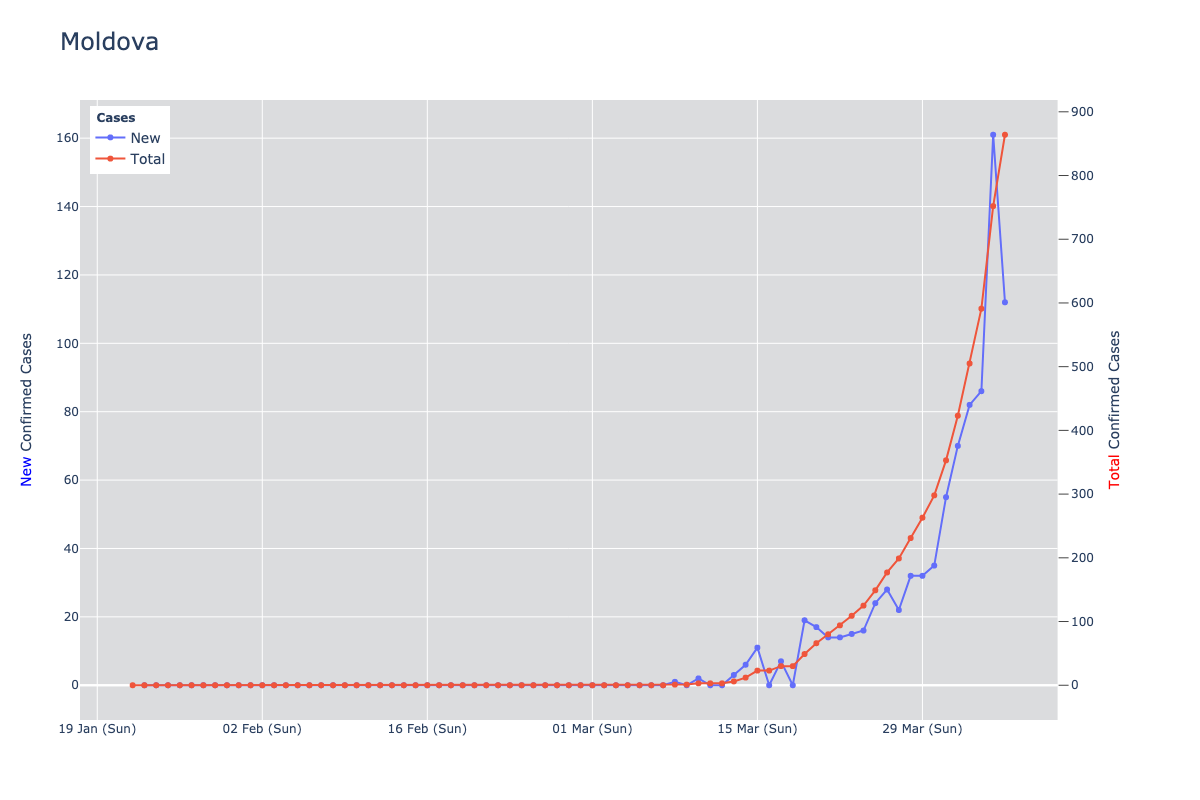 Moldova
Cases
New
Total
160
140
120
100
80
60
40
20
0
900
800
700
600
500
400
300
200
100
0
New Confirmed Cases
Total Confirmed Cases
19 Jan (Sun) 02 Feb (Sun) 16 Feb (Sun) 01 Mar (Sun) 15 Mar (Sun) 29 Mar (Sun)